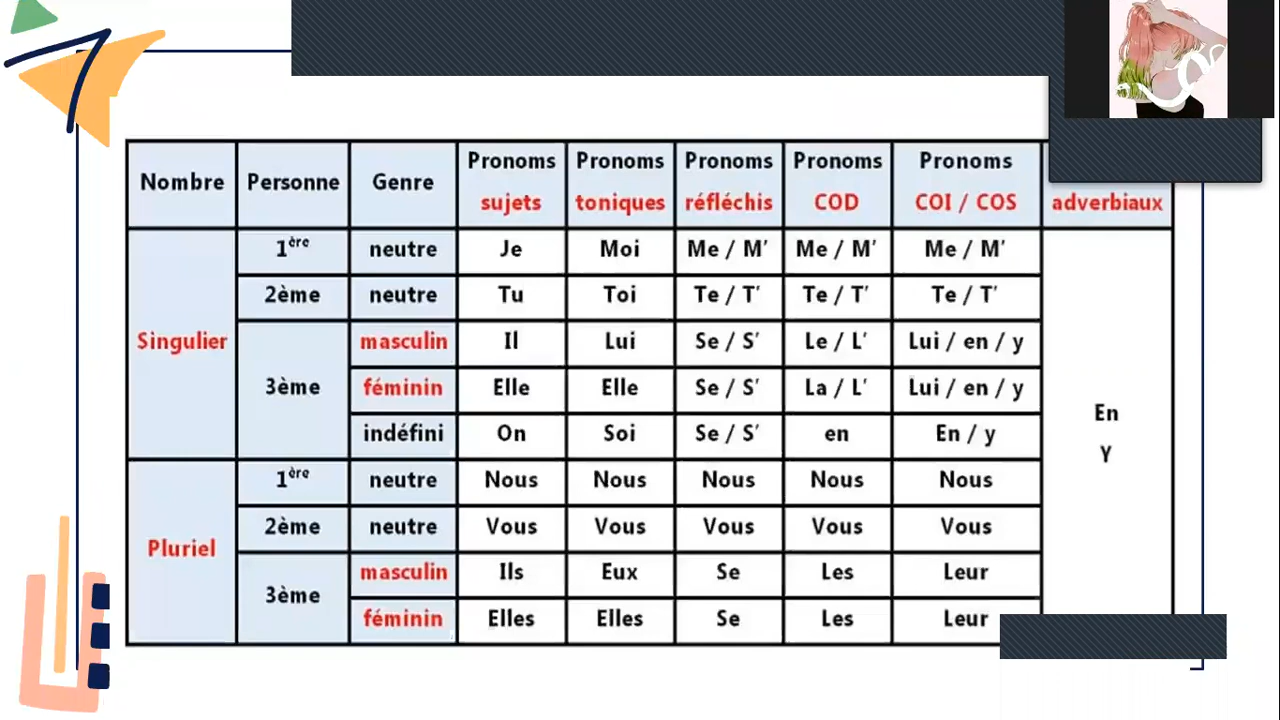 Nombre Personne Genre Pronoms sujets Pronoms toniques Pronoms réfléchis Pronoms COD Pronoms COI / COS adverbiaux
Singulier 1ère neutre Je Moi Me / M' Me / M' Me / M' En Y
2ème neutre Tu Toi Te / T' Te / T' Te / T'
3ème masculin Il Lui Se / S' Le / L' Lui / en / y
féminin Elle Elle Se / S' La / L' Lui / en / y
indéfini On Soi Se / S' en En / y
Pluriel 1ère neutre Nous Nous Nous Nous Nous
2ème neutre Vous Vous Vous Vous Vous
3ème masculin Ils Eux Se Les Leur
féminin Elles Elles Se Les Leur